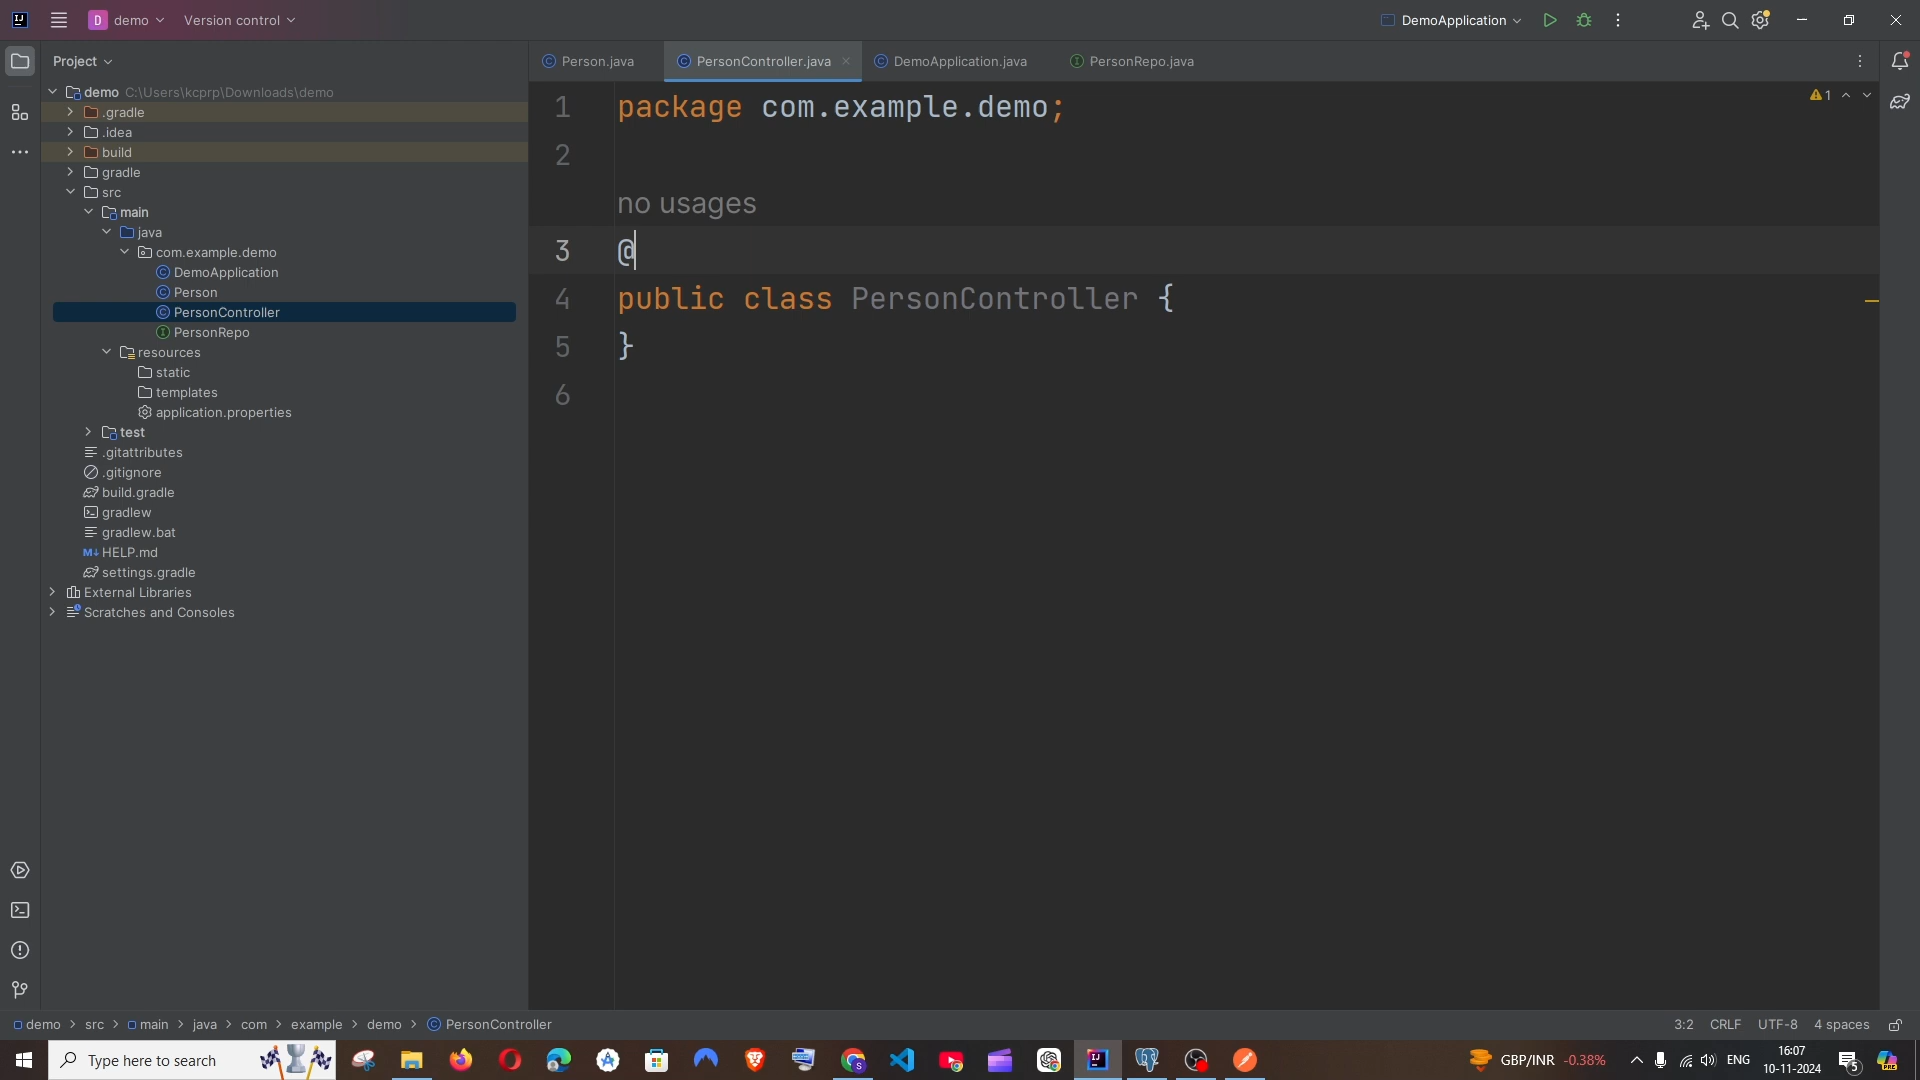 demo
Version control
DemoApplication
Project
Person.java
PersonController.java
DemoApplication.java
PersonRepo.java
demo C:\Users\kcprp\Downloads\demo
.gradle
.idea
build
gradle
src
main
java
com.example.demo
DemoApplication
Person
PersonController
PersonRepo
resources
static
templates
application.properties
test
.gitattributes
.gitignore
build.gradle
gradlew
gradlew.bat
HELP.md
settings.gradle
External Libraries
Scratches and Consoles
1 package com.example.demo;
2
no usages
3 @
4 public class PersonController {
5 }
6
1
demo > src > main > java > com > example > demo > PersonController
3:2 CRLF UTF-8 4 spaces
Type here to search
GBP/INR -0.38%
ENG
16:07
10-11-2024
5